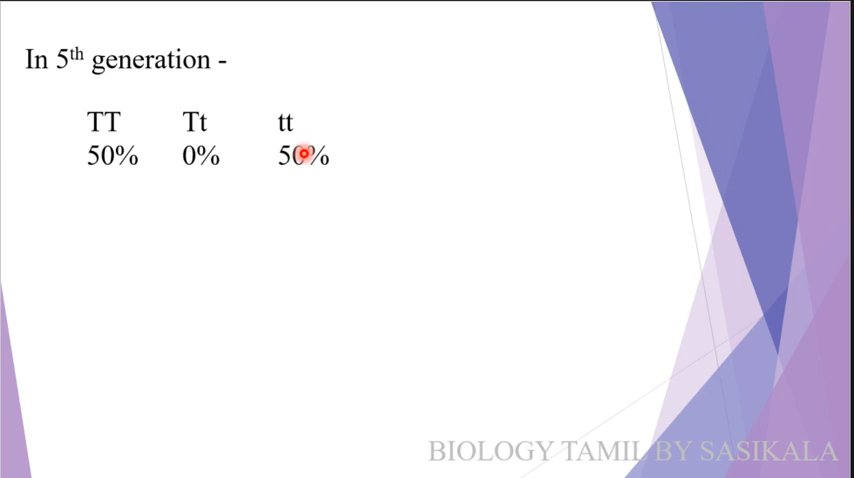 In 5th generation -
TT Tt tt
50% 0% 50%
BIOLOGY TAMIL BY SASIKALA